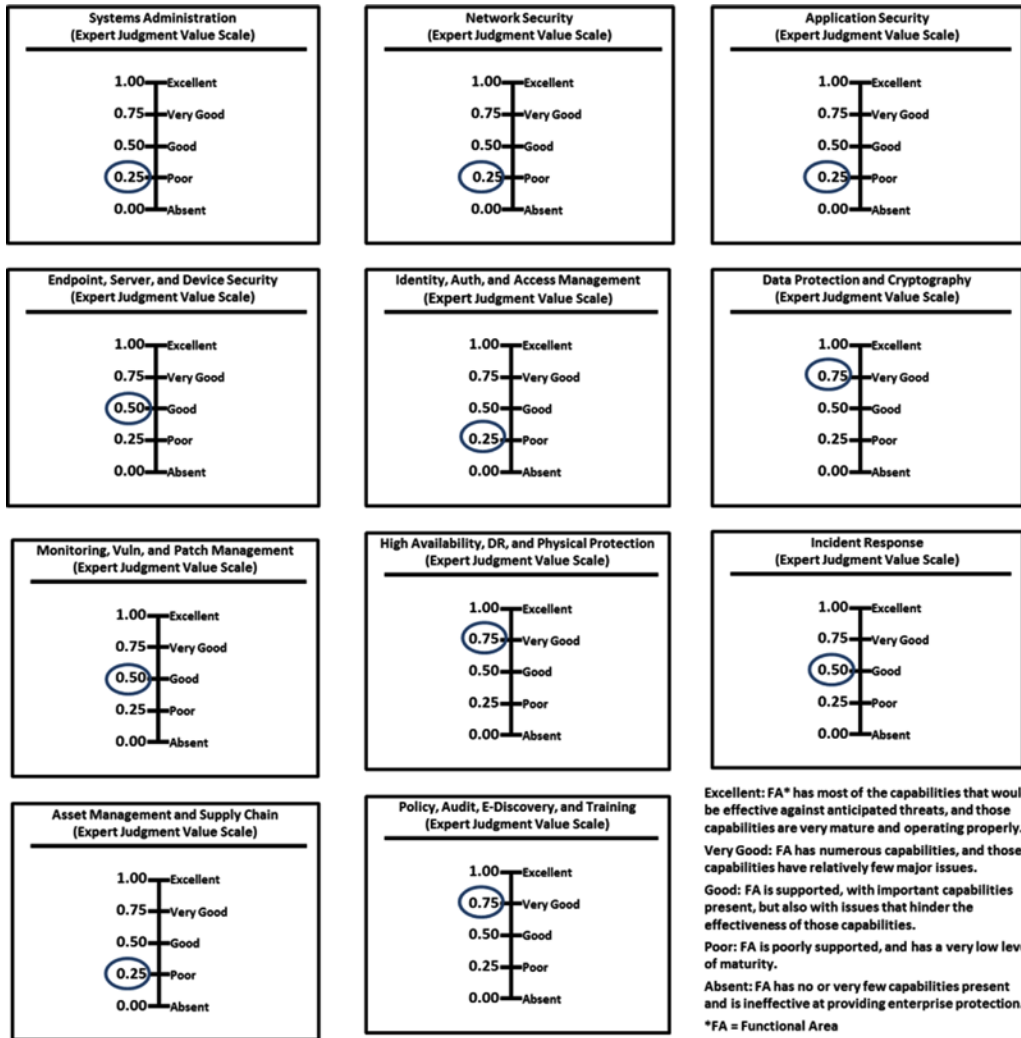 Systems Administration
(Expert Judgment Value Scale)
1.00 Excellent
0.75 Very Good
0.50 Good
0.25 Poor
0.00 Absent
Network Security
(Expert Judgment Value Scale)
1.00 Excellent
0.75 Very Good
0.50 Good
0.25 Poor
0.00 Absent
Application Security
(Expert Judgment Value Scale)
1.00 Excellent
0.75 Very Good
0.50 Good
0.25 Poor
0.00 Absent
Endpoint, Server, and Device Security
(Expert Judgment Value Scale)
1.00 Excellent
0.75 Very Good
0.50 Good
0.25 Poor
0.00 Absent
Identity, Auth, and Access Management
(Expert Judgment Value Scale)
1.00 Excellent
0.75 Very Good
0.50 Good
0.25 Poor
0.00 Absent
Data Protection and Cryptography
(Expert Judgment Value Scale)
1.00 Excellent
0.75 Very Good
0.50 Good
0.25 Poor
0.00 Absent
Monitoring, Vuln, and Patch Management
(Expert Judgment Value Scale)
1.00 Excellent
0.75 Very Good
0.50 Good
0.25 Poor
0.00 Absent
High Availability, DR, and Physical Protection
(Expert Judgment Value Scale)
1.00 Excellent
0.75 Very Good
0.50 Good
0.25 Poor
0.00 Absent
Incident Response
(Expert Judgment Value Scale)
1.00 Excellent
0.75 Very Good
0.50 Good
0.25 Poor
0.00 Absent
Asset Management and Supply Chain
(Expert Judgment Value Scale)
1.00 Excellent
0.75 Very Good
0.50 Good
0.25 Poor
0.00 Absent
Policy, Audit, E-Discovery, and Training
(Expert Judgment Value Scale)
1.00 Excellent
0.75 Very Good
0.50 Good
0.25 Poor
0.00 Absent
Excellent: FA* has most of the capabilities that woul
be effective against anticipated threats, and those
capabilities are very mature and operating properly.
Very Good: FA has numerous capabilities, and those
capabilities have relatively few major issues.
Good: FA is supported, with important capabilities
present, but also with issues that hinder the
effectiveness of those capabilities.
Poor: FA is poorly supported, and has a very low leve
of maturity.
Absent: FA has no or very few capabilities present
and is ineffective at providing enterprise protection.
*FA = Functional Area